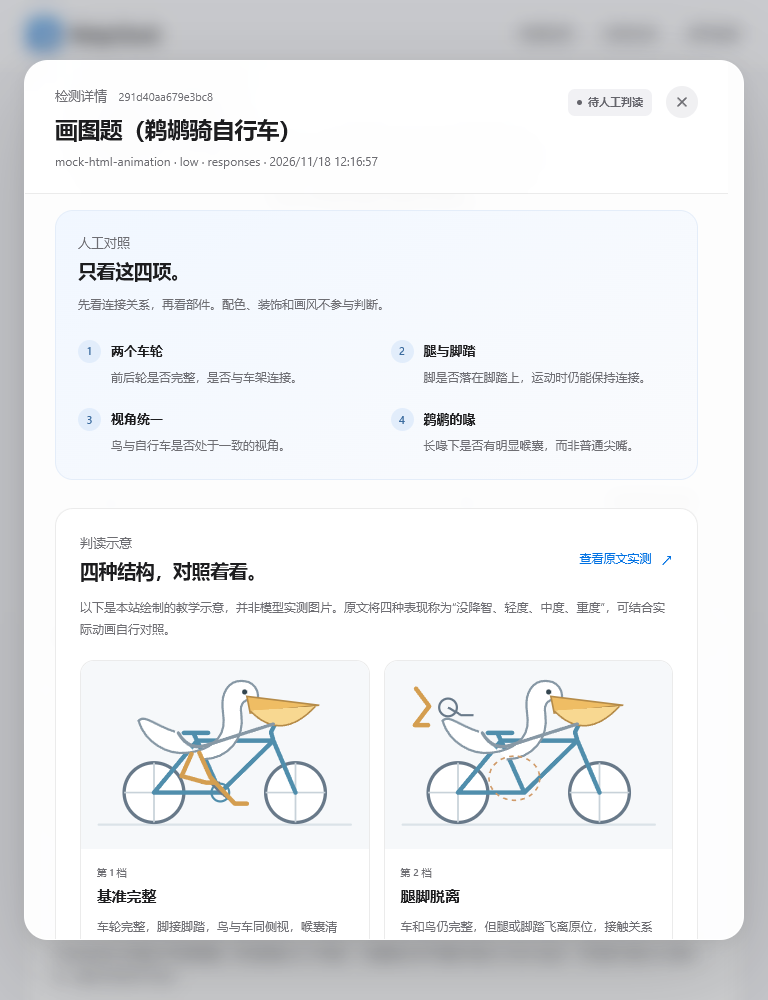 检测详情 291d40aa679e3bc8
待人工判读
画图题（鹈鹕骑自行车）
mock-html-animation · low · responses · 2026/11/18 12:16:57
人工对照
只看这四项。
先看连接关系，再看部件。配色、装饰和画风不参与判断。
1 两个车轮
前后轮是否完整，是否与车架连接。
2 腿与脚踏
脚是否落在脚踏上，运动时仍能保持连接。
3 视角统一
鸟与自行车是否处于一致的视角。
4 鹈鹕的喙
长喙下是否有明显喉囊，而非普通尖嘴。
判读示意
四种结构，对照着看。
查看原文实测 ↗
以下是本站绘制的教学示意，并非模型实测图片。原文将四种表现称为“没降智、轻度、中度、重度”，可结合实
际动画自行对照。
第 1 档
基准完整
车轮完整，脚接脚踏，鸟与车同侧视，喉囊清
第 2 档
腿脚脱离
车和鸟仍完整，但腿或脚踏飞离原位，接触关系